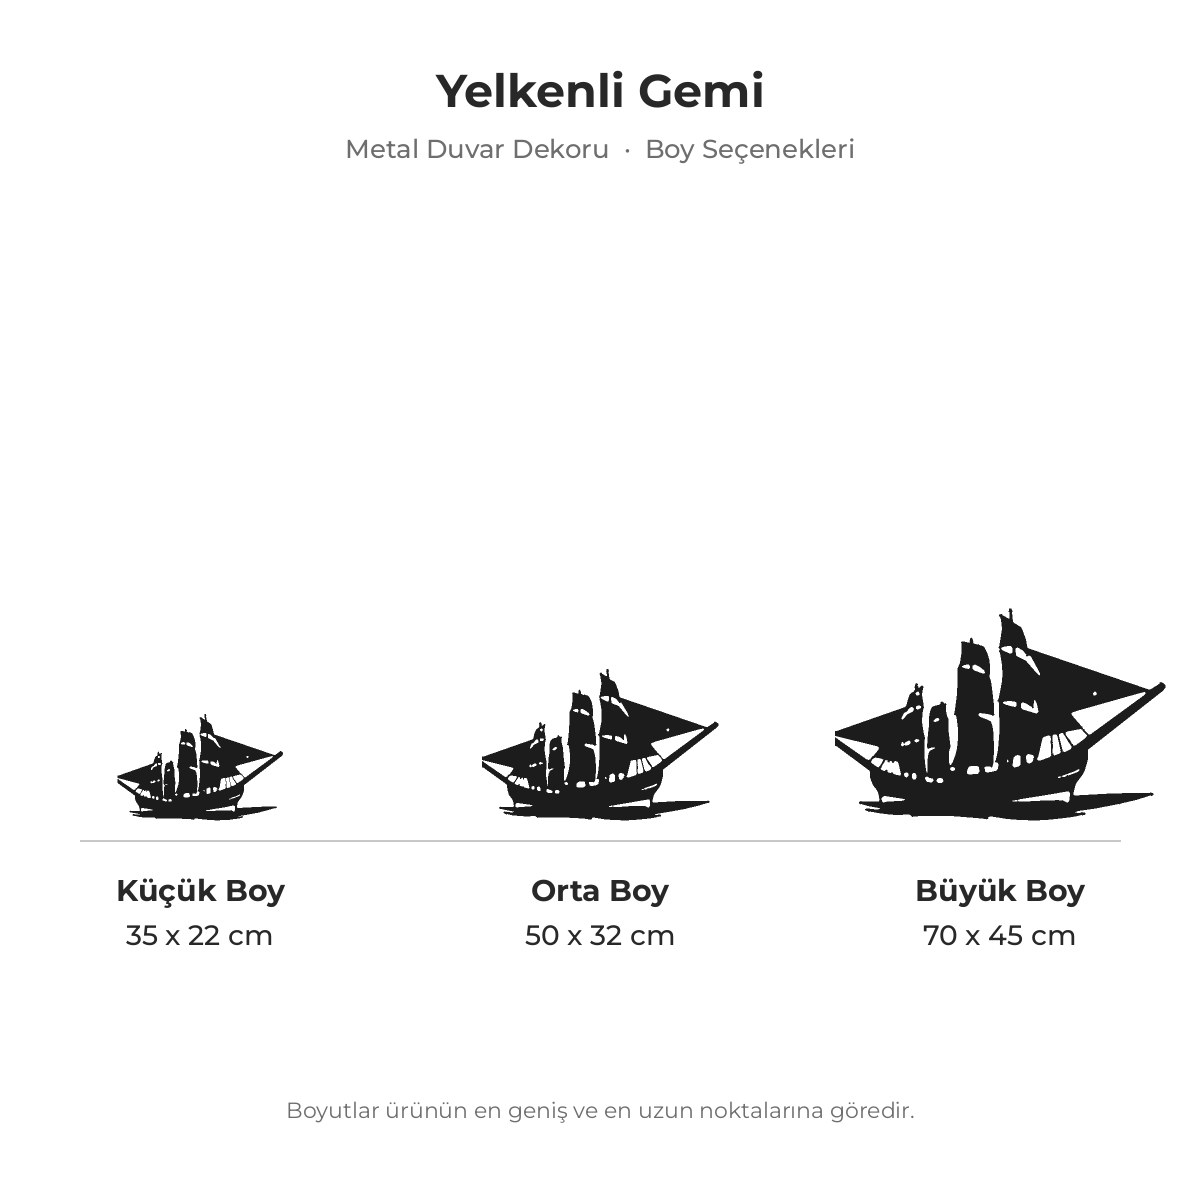 Yelkenli Gemi
Metal Duvar Dekoru · Boy Seçenekleri
Küçük Boy
35 x 22 cm
Orta Boy
50 x 32 cm
Büyük Boy
70 x 45 cm
Boyutlar ürünün en geniş ve en uzun noktalarına göredir.